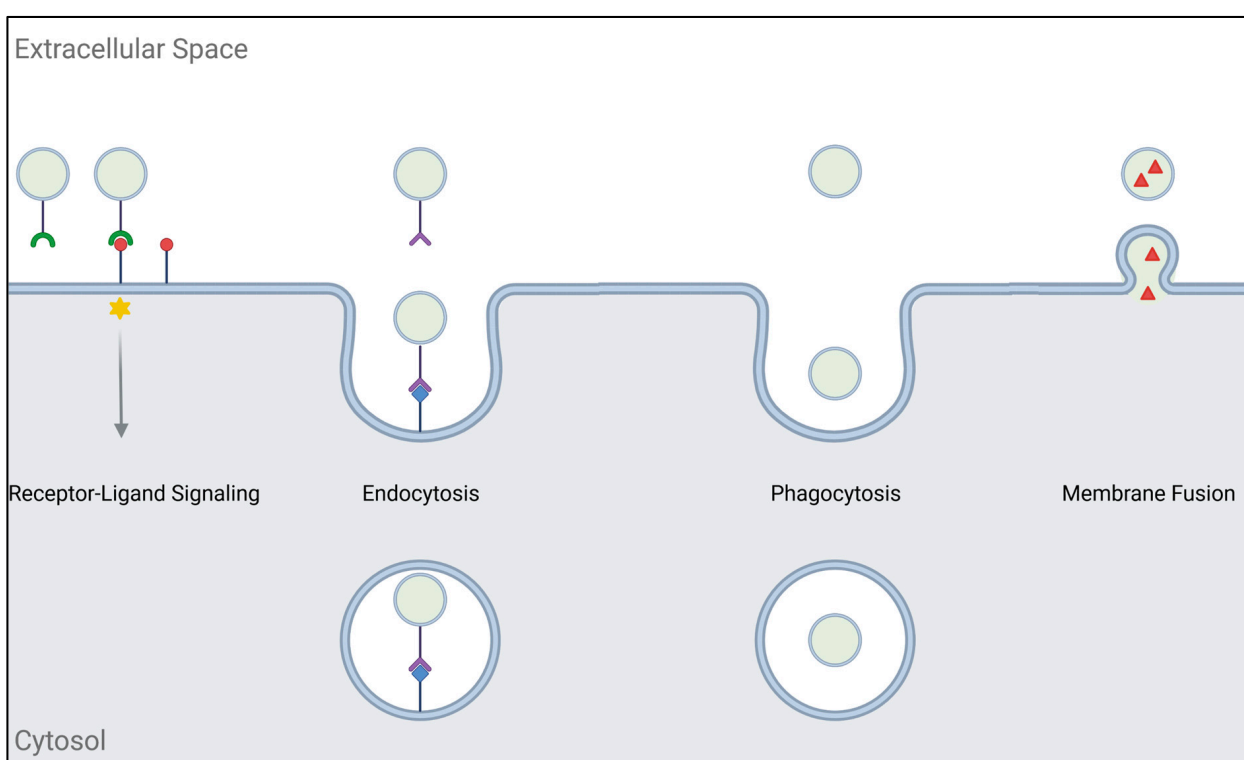 Extracellular Space
Receptor-Ligand Signaling
Endocytosis
Phagocytosis
Membrane Fusion
Cytosol